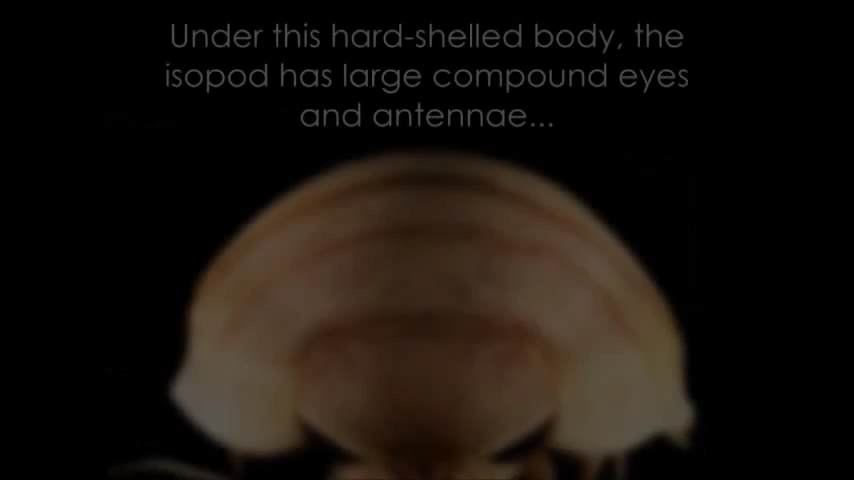 Under this hard-shelled body, the
isopod has large compound eyes
and antennae...